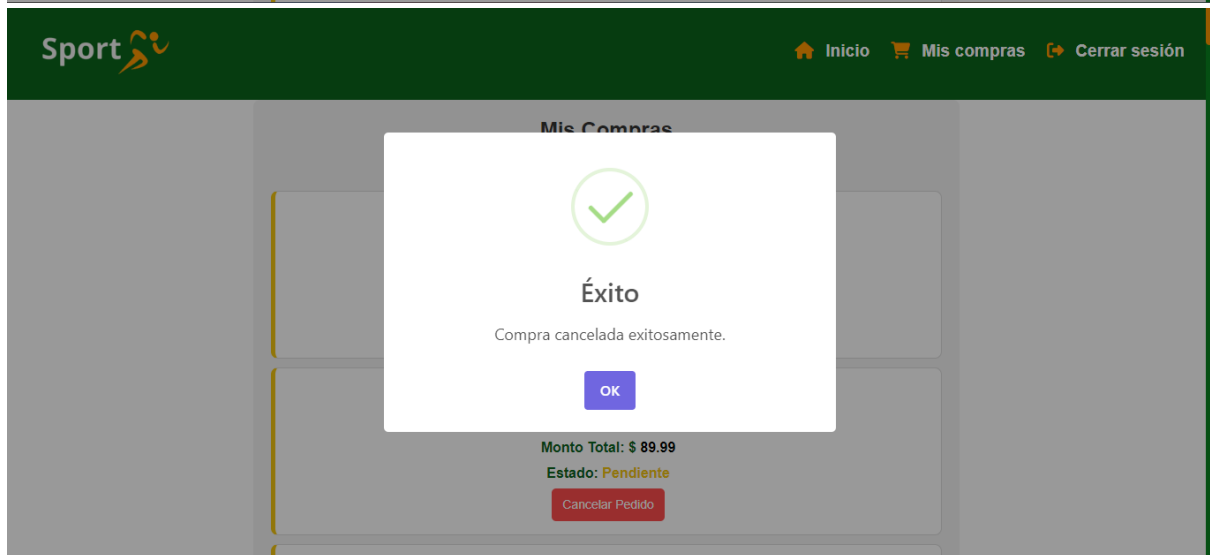 Sport
Inicio Mis compras Cerrar sesión
Mis Compras
Éxito
Compra cancelada exitosamente.
OK
Monto Total: $ 89.99
Estado: Pendiente
Cancelar Pedido